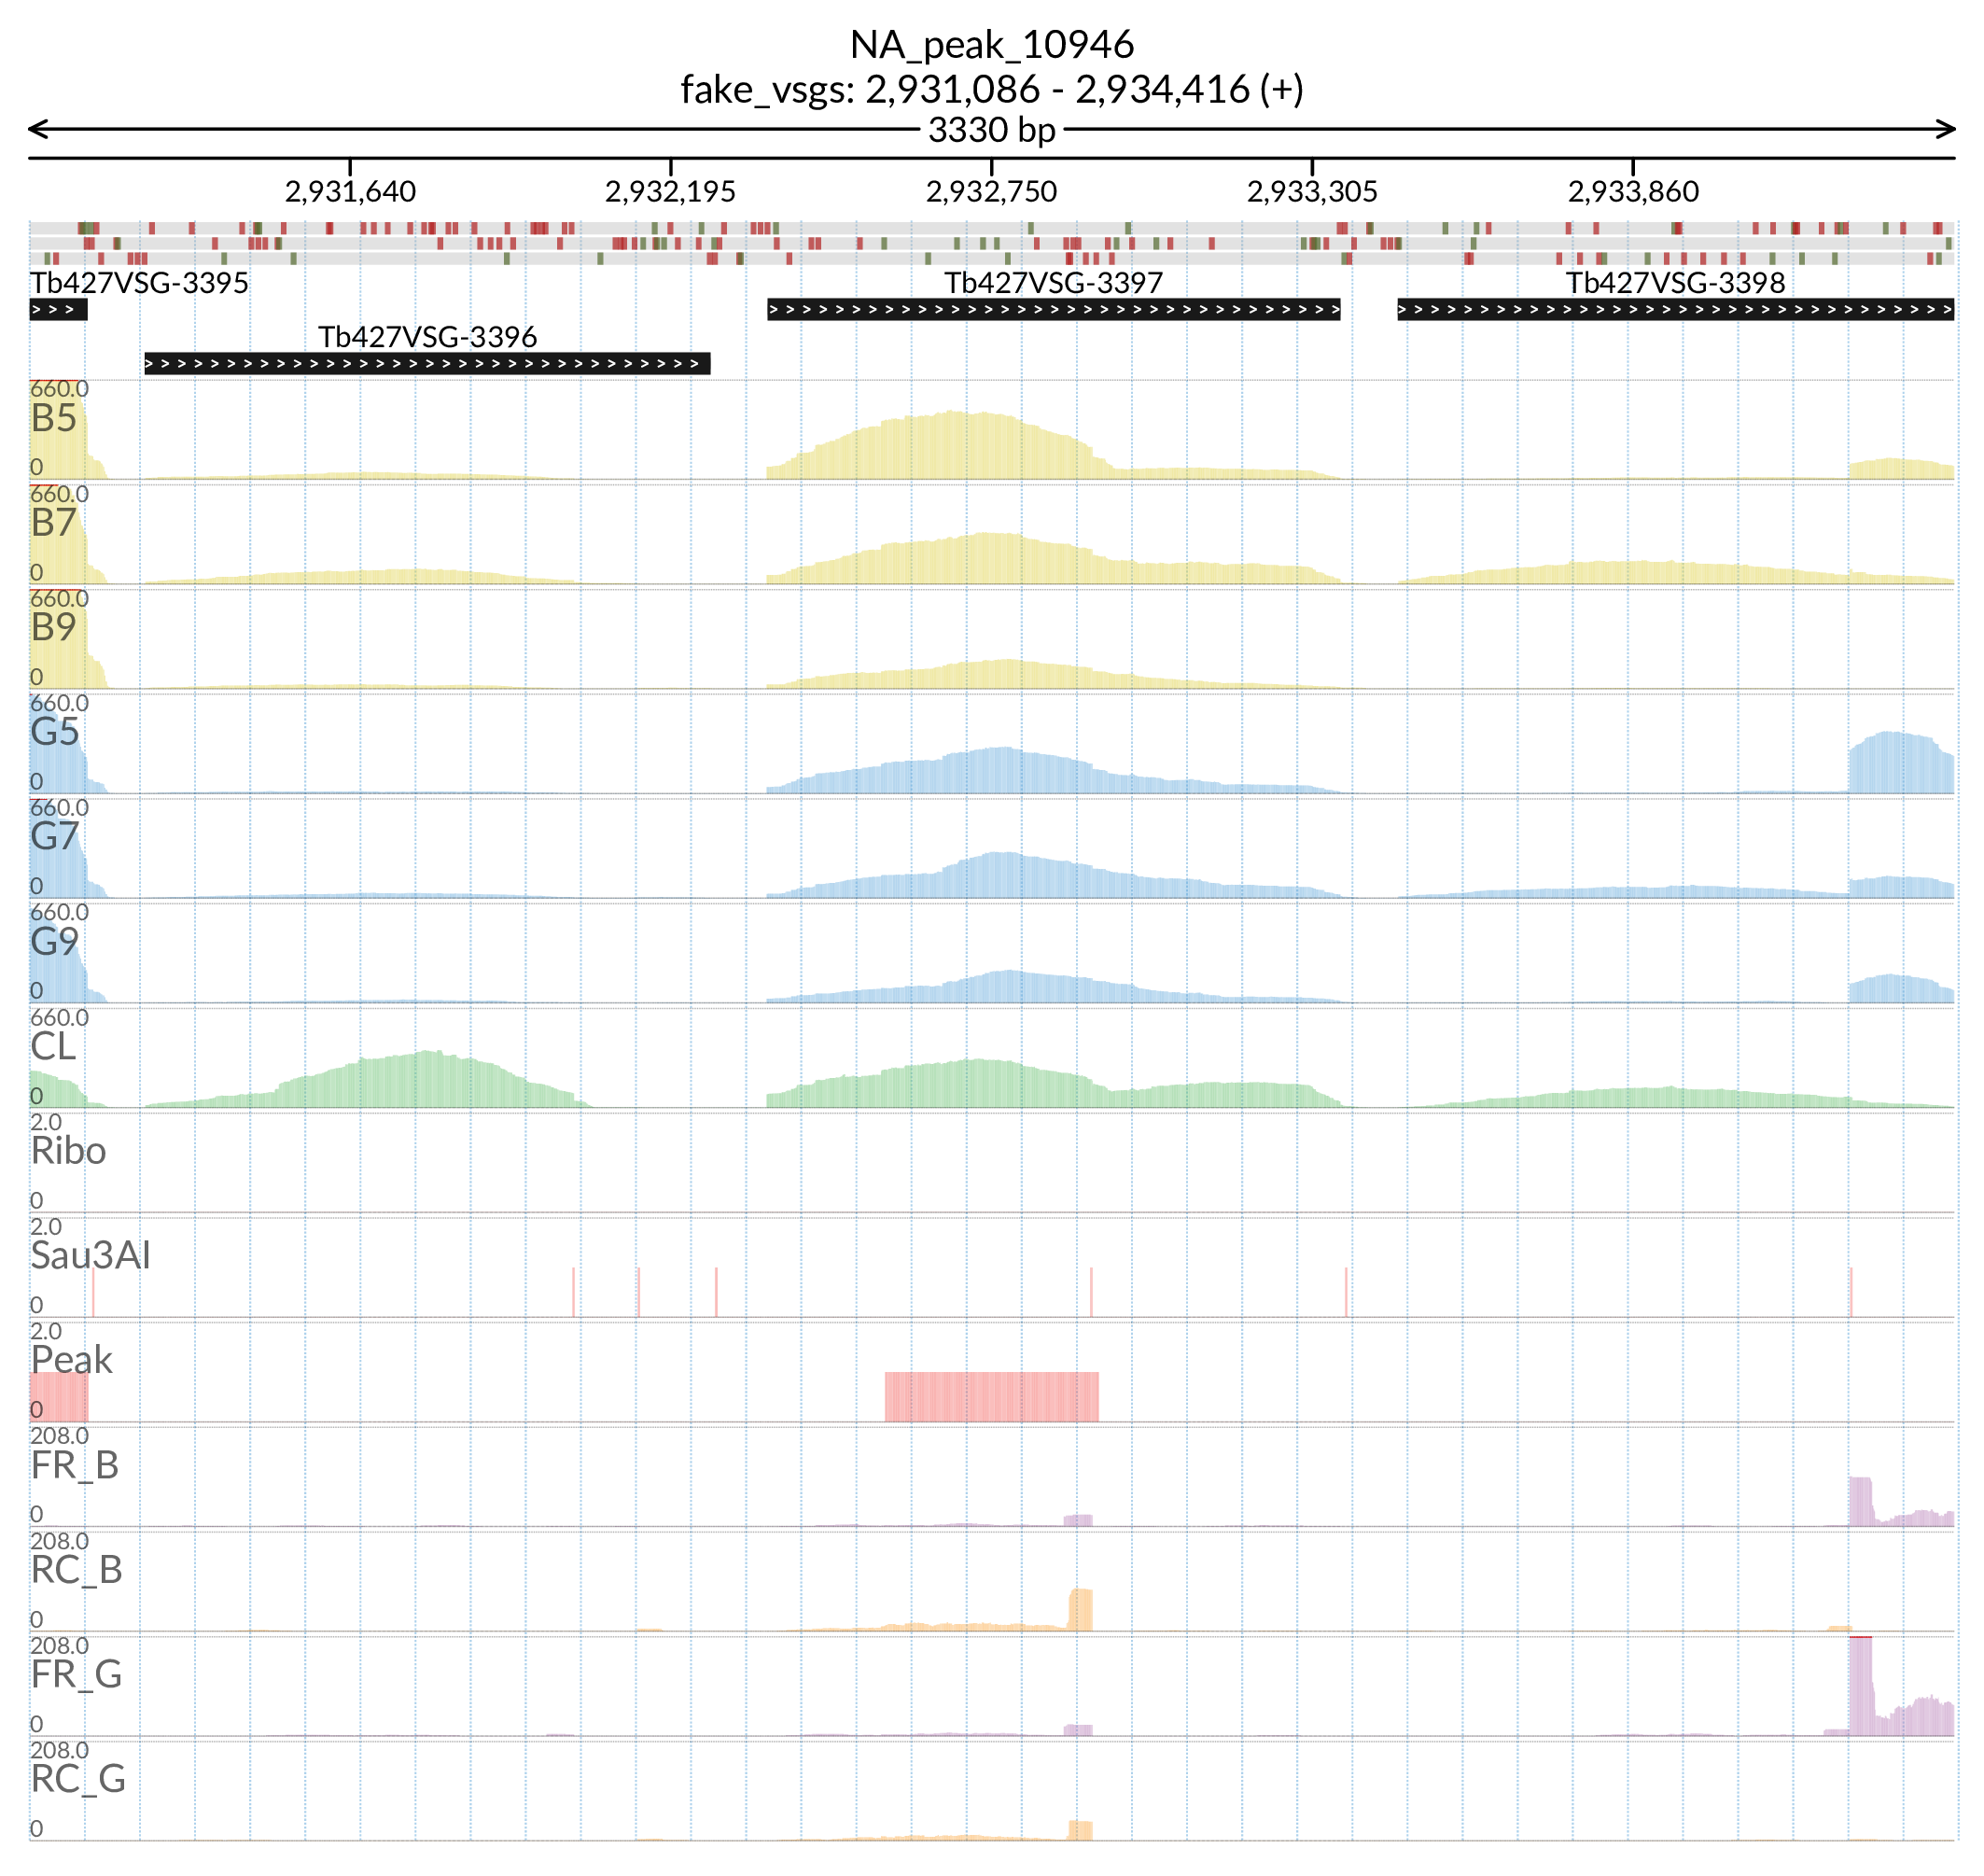 NA_peak_10946
fake_vsgs: 2,931,086 - 2,934,416 (+)
3330 bp
2,931,640 2,932,195 2,932,750 2,933,305 2,933,860
Tb427VSG-3395 Tb427VSG-3397 Tb427VSG-3398
Tb427VSG-3396
660.0
B5
0
660.0
B7
0
660.0
B9
0
660.0
G5
0
660.0
G7
0
660.0
G9
0
660.0
CL
0
2.0
Ribo
0
2.0
Sau3AI
0
2.0
Peak
0
208.0
FR_B
0
208.0
RC_B
0
208.0
FR_G
0
208.0
RC_G
0